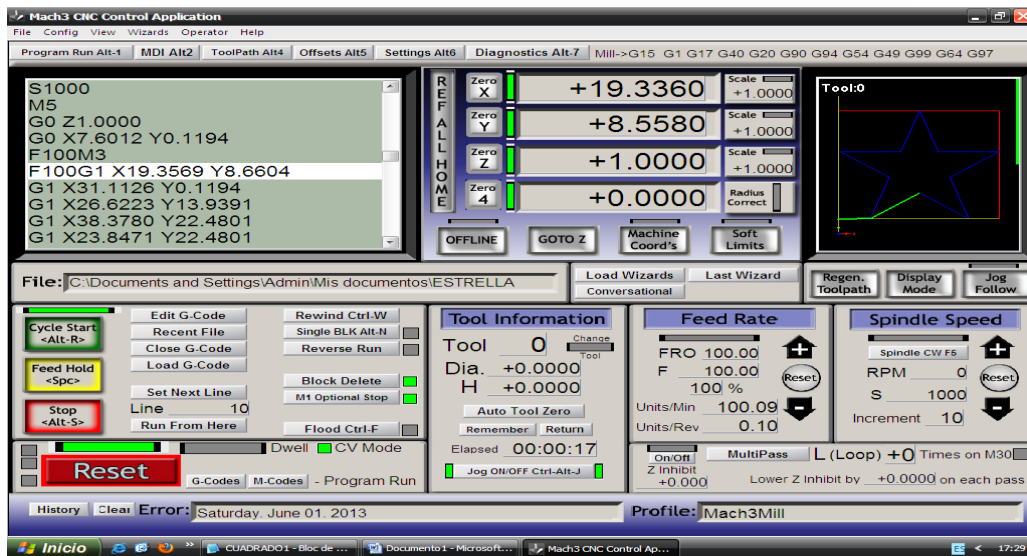 Mach3 CNC Control Application
File Config View Wizards Operator Help
Program Run Alt-1 MDI Alt2 ToolPath Alt4 Offsets Alt5 Settings Alt6 Diagnostics Alt-7 Mill->G15 G1 G17 G40 G20 G90 G94 G54 G49 G99 G64 G97
S1000
M5
G0 Z1.0000
G0 X7.6012 Y0.1194
F100M3
F100G1 X19.3569 Y8.6604
G1 X31.1126 Y0.1194
G1 X26.6223 Y13.9391
G1 X38.3780 Y22.4801
G1 X23.8471 Y22.4801
REF ALL HOME
Zero X +19.3360 Scale +1.0000
Zero Y +8.5580 Scale +1.0000
Zero Z +1.0000 Scale +1.0000
Zero 4 +0.0000 Radius Correct
OFFLINE GOTO Z Machine Coord's Soft Limits
Tool:0
File: C:\Documents and Settings\Admin\Mis documentos\ESTRELLA
Load Wizards Last Wizard
Conversational
Regen. Toolpath Display Mode Jog Follow
Cycle Start <Alt-R>
Feed Hold <Spc>
Stop <Alt-S>
Edit G-Code Rewind Ctrl-W
Recent File Single BLK Alt-N
Close G-Code Reverse Run
Load G-Code
Set Next Line Block Delete
Line 10 M1 Optional Stop
Run From Here Flood Ctrl-F
Reset
Dwell CV Mode
G-Codes M-Codes - Program Run
Tool Information
Tool 0 Change Tool
Dia. +0.0000
H +0.0000
Auto Tool Zero
Remember Return
Elapsed 00:00:17
Jog ON/OFF Ctrl-Alt-J
Feed Rate
FRO 100.00
F 100.00
100 %
Reset
Units/Min 100.09
Units/Rev 0.10
Spindle Speed
Spindle CW F5
RPM 0
Reset
S 1000
Increment 10
On/Off
Z Inhibit
+0.000
MultiPass L (Loop) +0 Times on M30
Lower Z Inhibit by +0.0000 on each pass
History Clear Error: Saturday. June 01. 2013 Profile: Mach3Mill
Inicio » CUADRADO1 - Bloc de ... Documento1 - Microsoft... Mach3 CNC Control Ap... ES < 17:29